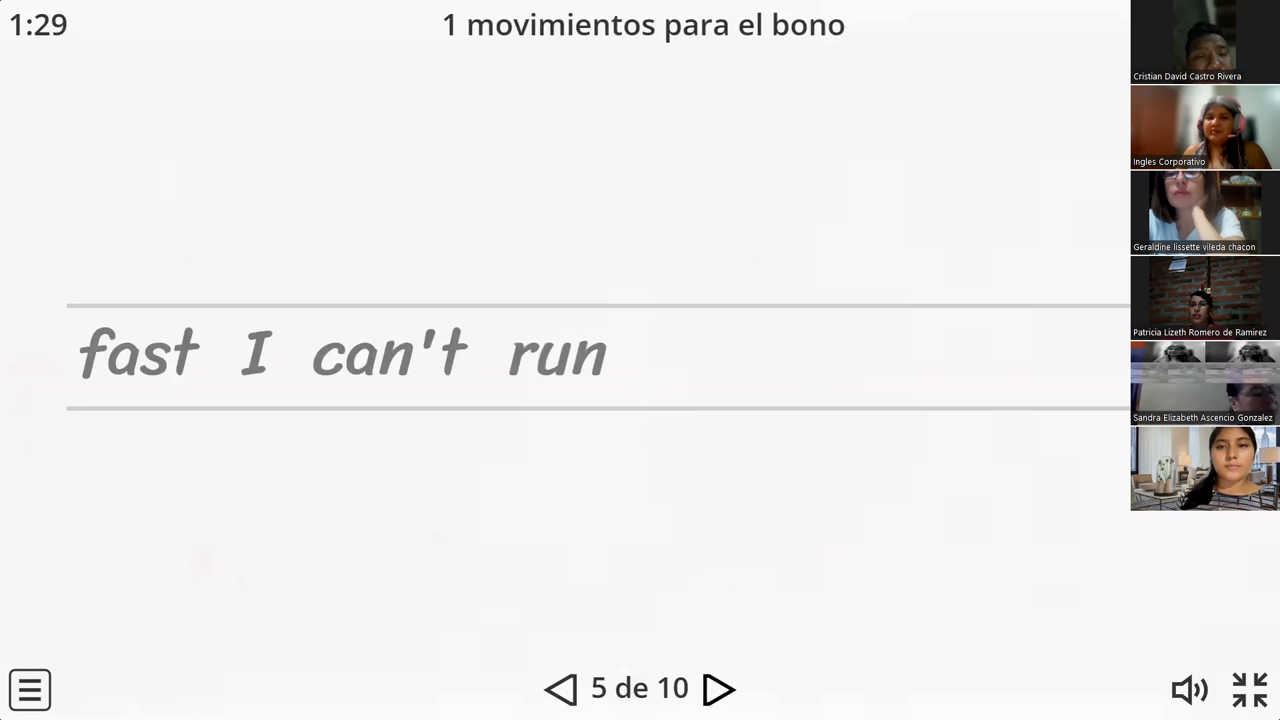 1:29
1 movimientos para el bono
Cristian David Castro Rivera
Ingles Corporativo
Geraldine lissette vileda chacon
fast I can't run
Patricia Lizeth Romero de Ramirez
Sandra Elizabeth Ascencio Gonzalez
5 de 10